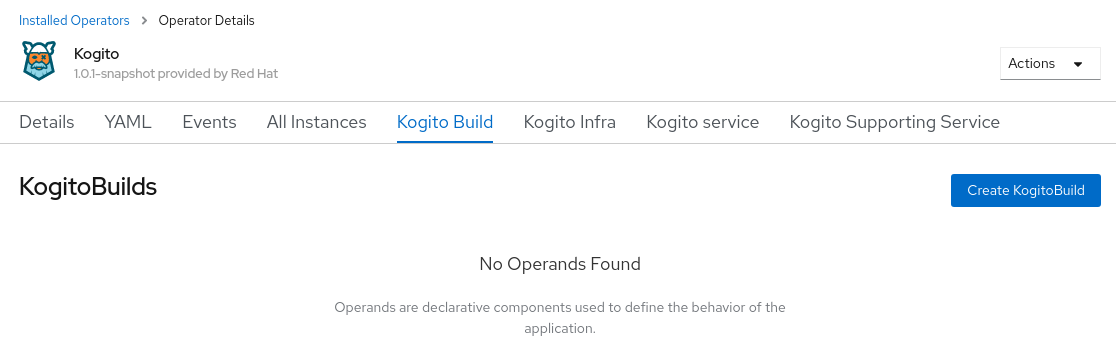 Installed Operators > Operator Details
Kogito
1.0.1-snapshot provided by Red Hat
Actions
Details YAML Events All Instances Kogito Build Kogito Infra Kogito service Kogito Supporting Service
KogitoBuilds
Create KogitoBuild
No Operands Found
Operands are declarative components used to define the behavior of the
application.